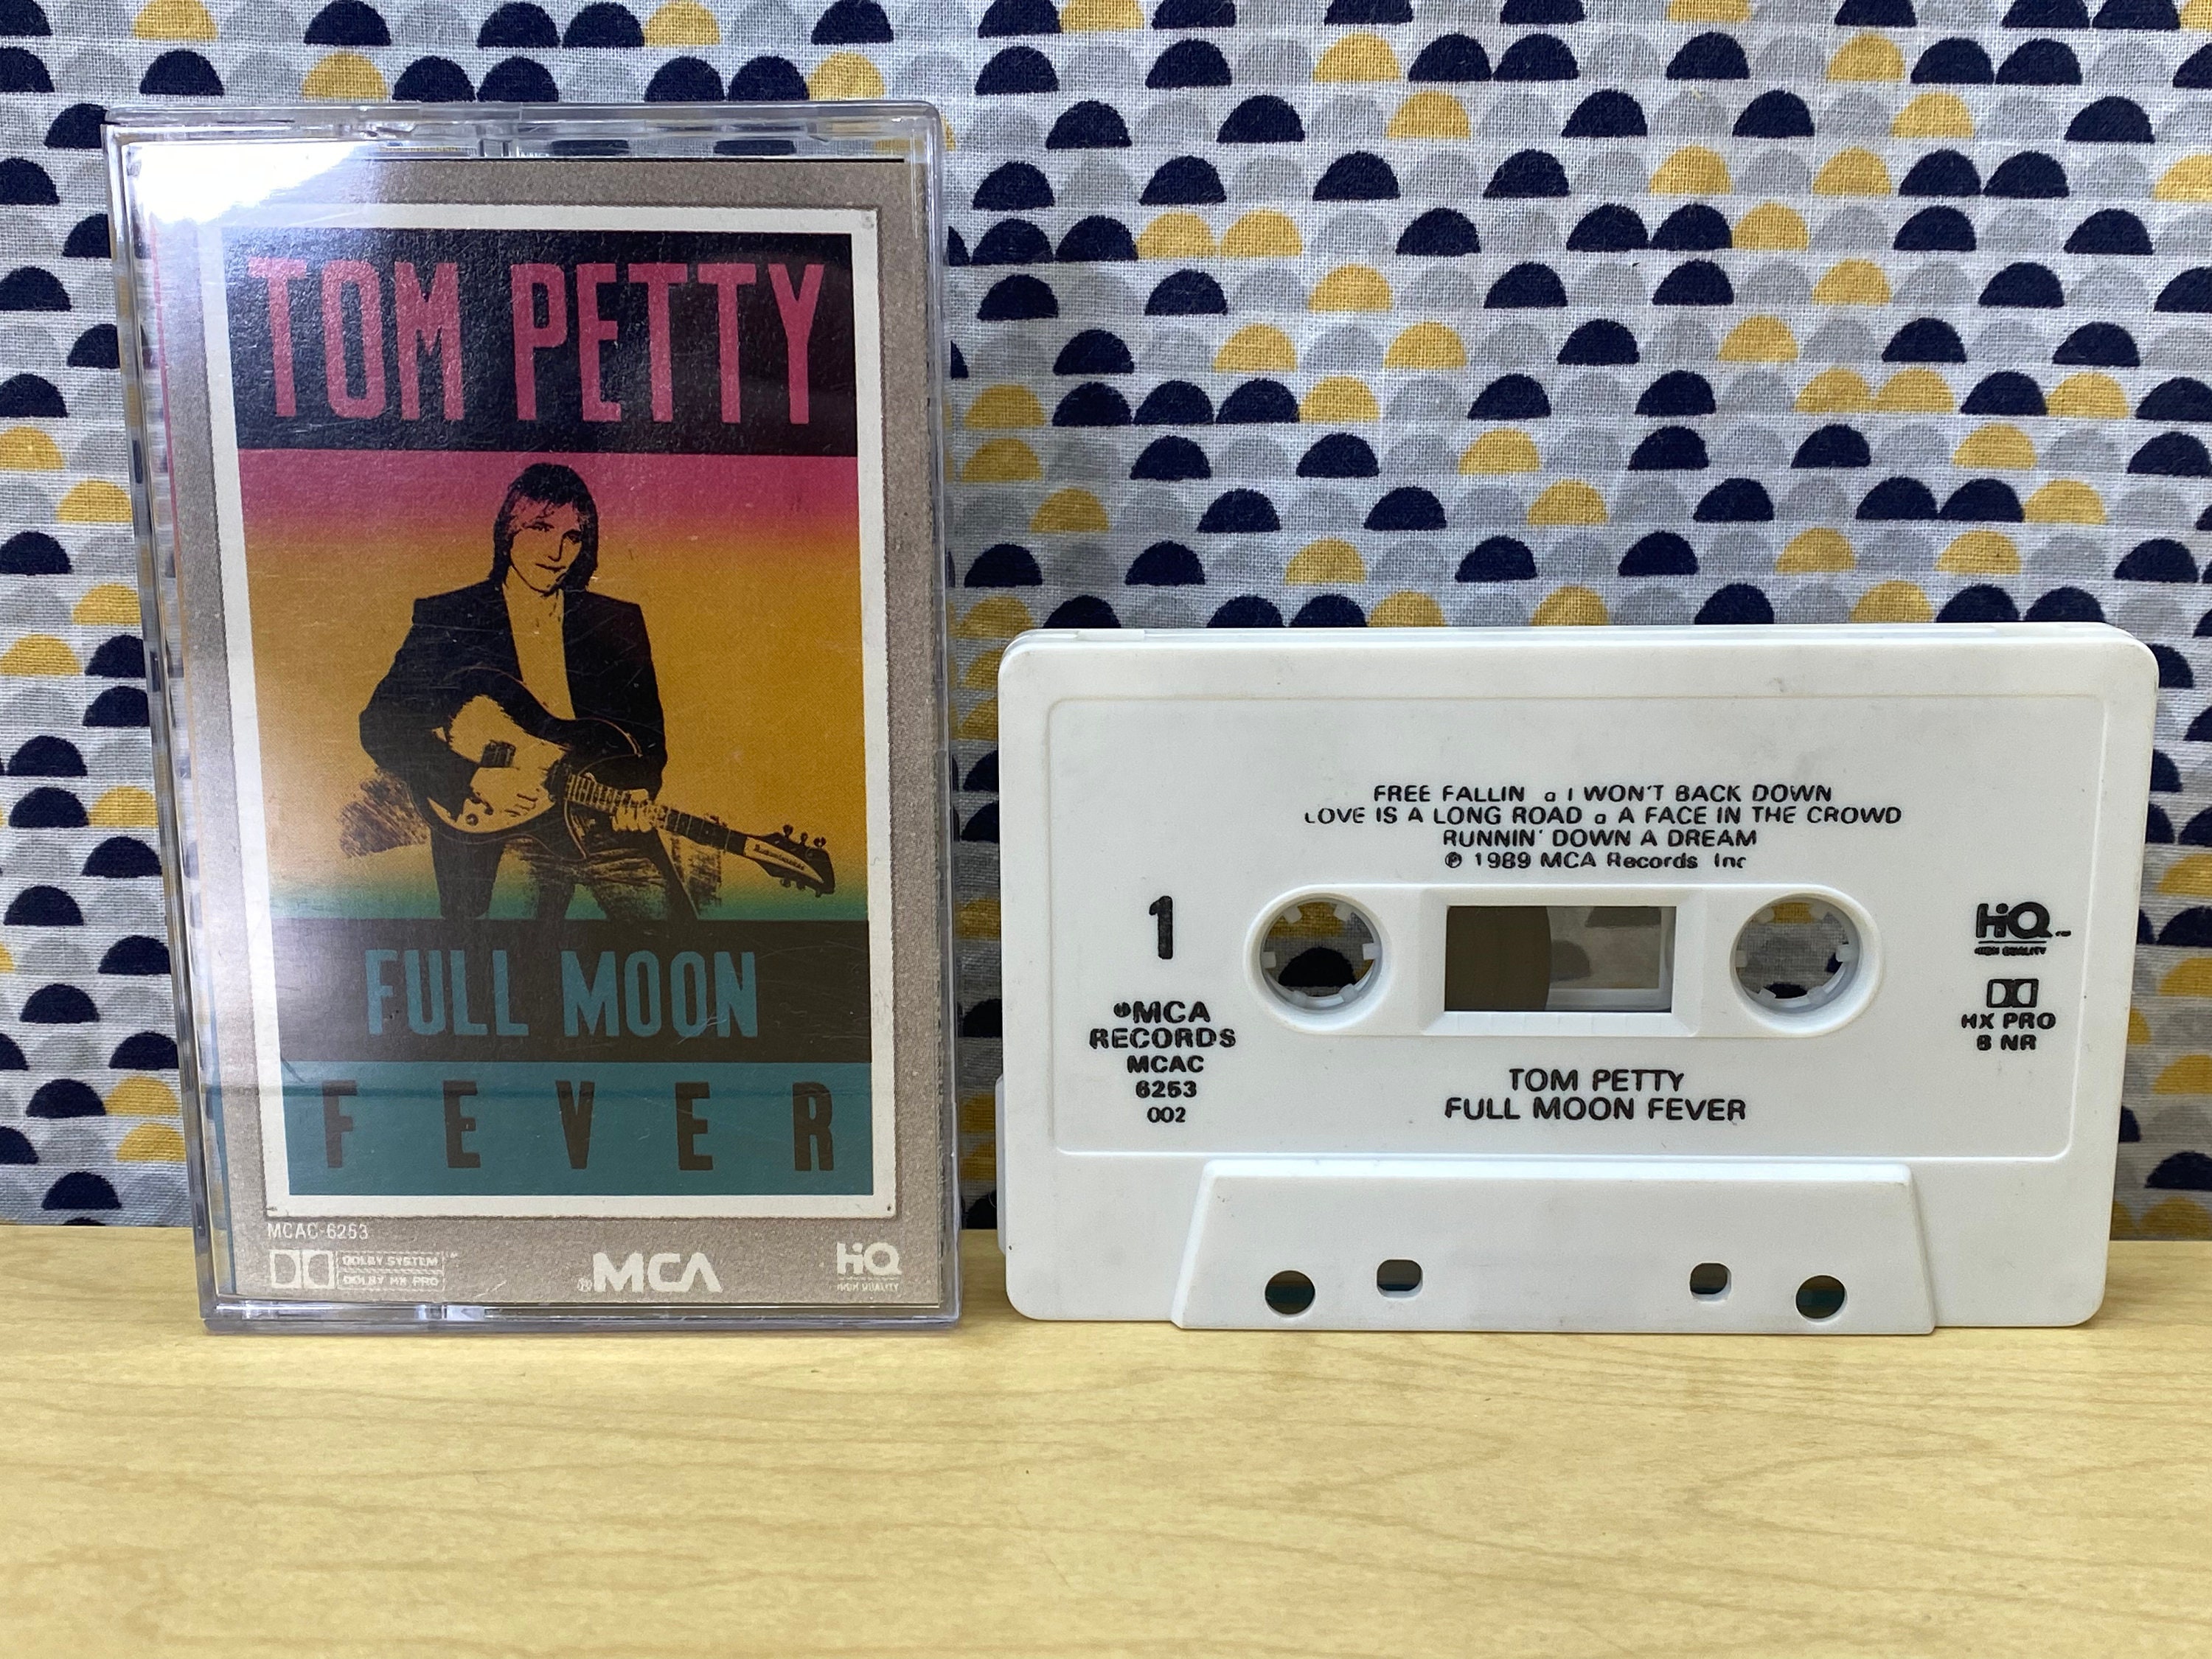 TOM PETTY
FULL MOON
FEVER
MCAC-6253
DOLBY SYSTEM
DOLBY HX PRO
MCA
HiQ
HIGH QUALITY
FREE FALLIN I WON'T BACK DOWN
LOVE IS A LONG ROAD A FACE IN THE CROWD
RUNNIN' DOWN A DREAM
℗ 1989 MCA Records Inc
1
MCA
RECORDS
MCAC
6253
002
HiQ
HIGH QUALITY
HX PRO
B NR
TOM PETTY
FULL MOON FEVER